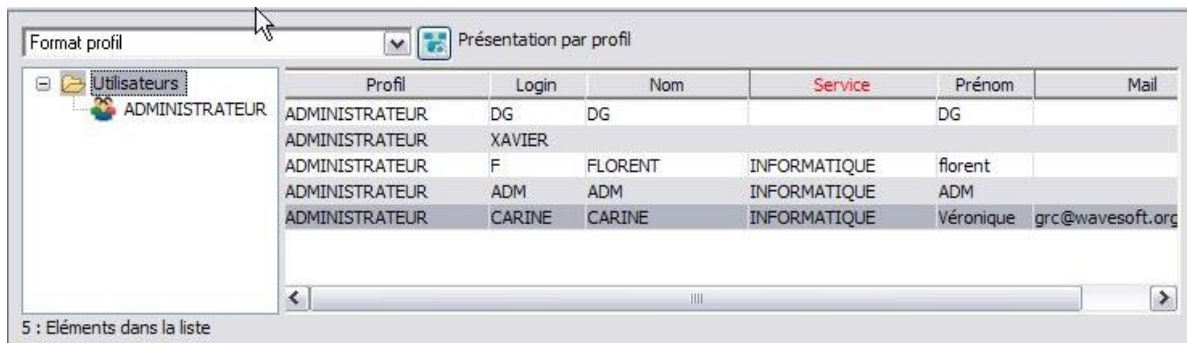 Format profil Présentation par profil
Utilisateurs
ADMINISTRATEUR
Profil Login Nom Service Prénom Mail
ADMINISTRATEUR DG DG DG
ADMINISTRATEUR XAVIER
ADMINISTRATEUR F FLORENT INFORMATIQUE florent
ADMINISTRATEUR ADM ADM INFORMATIQUE ADM
ADMINISTRATEUR CARINE CARINE INFORMATIQUE Véronique grc@wavesoft.org
5 : Eléments dans la liste